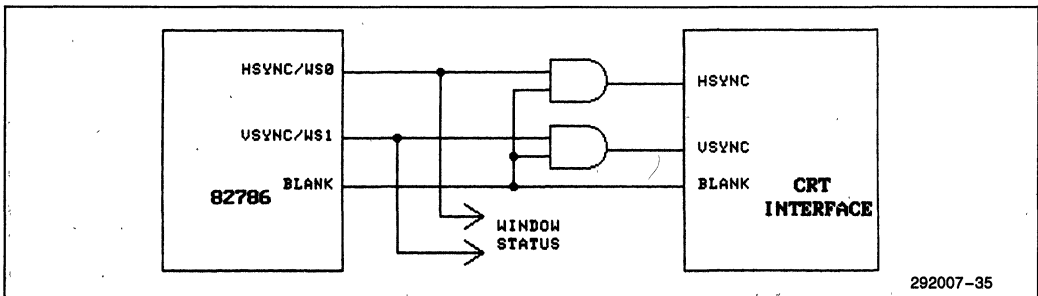 HSYNC/WS0
VSYNC/WS1
BLANK
82786
WINDOW
STATUS
HSYNC
VSYNC
BLANK
CRT
INTERFACE
292007-35